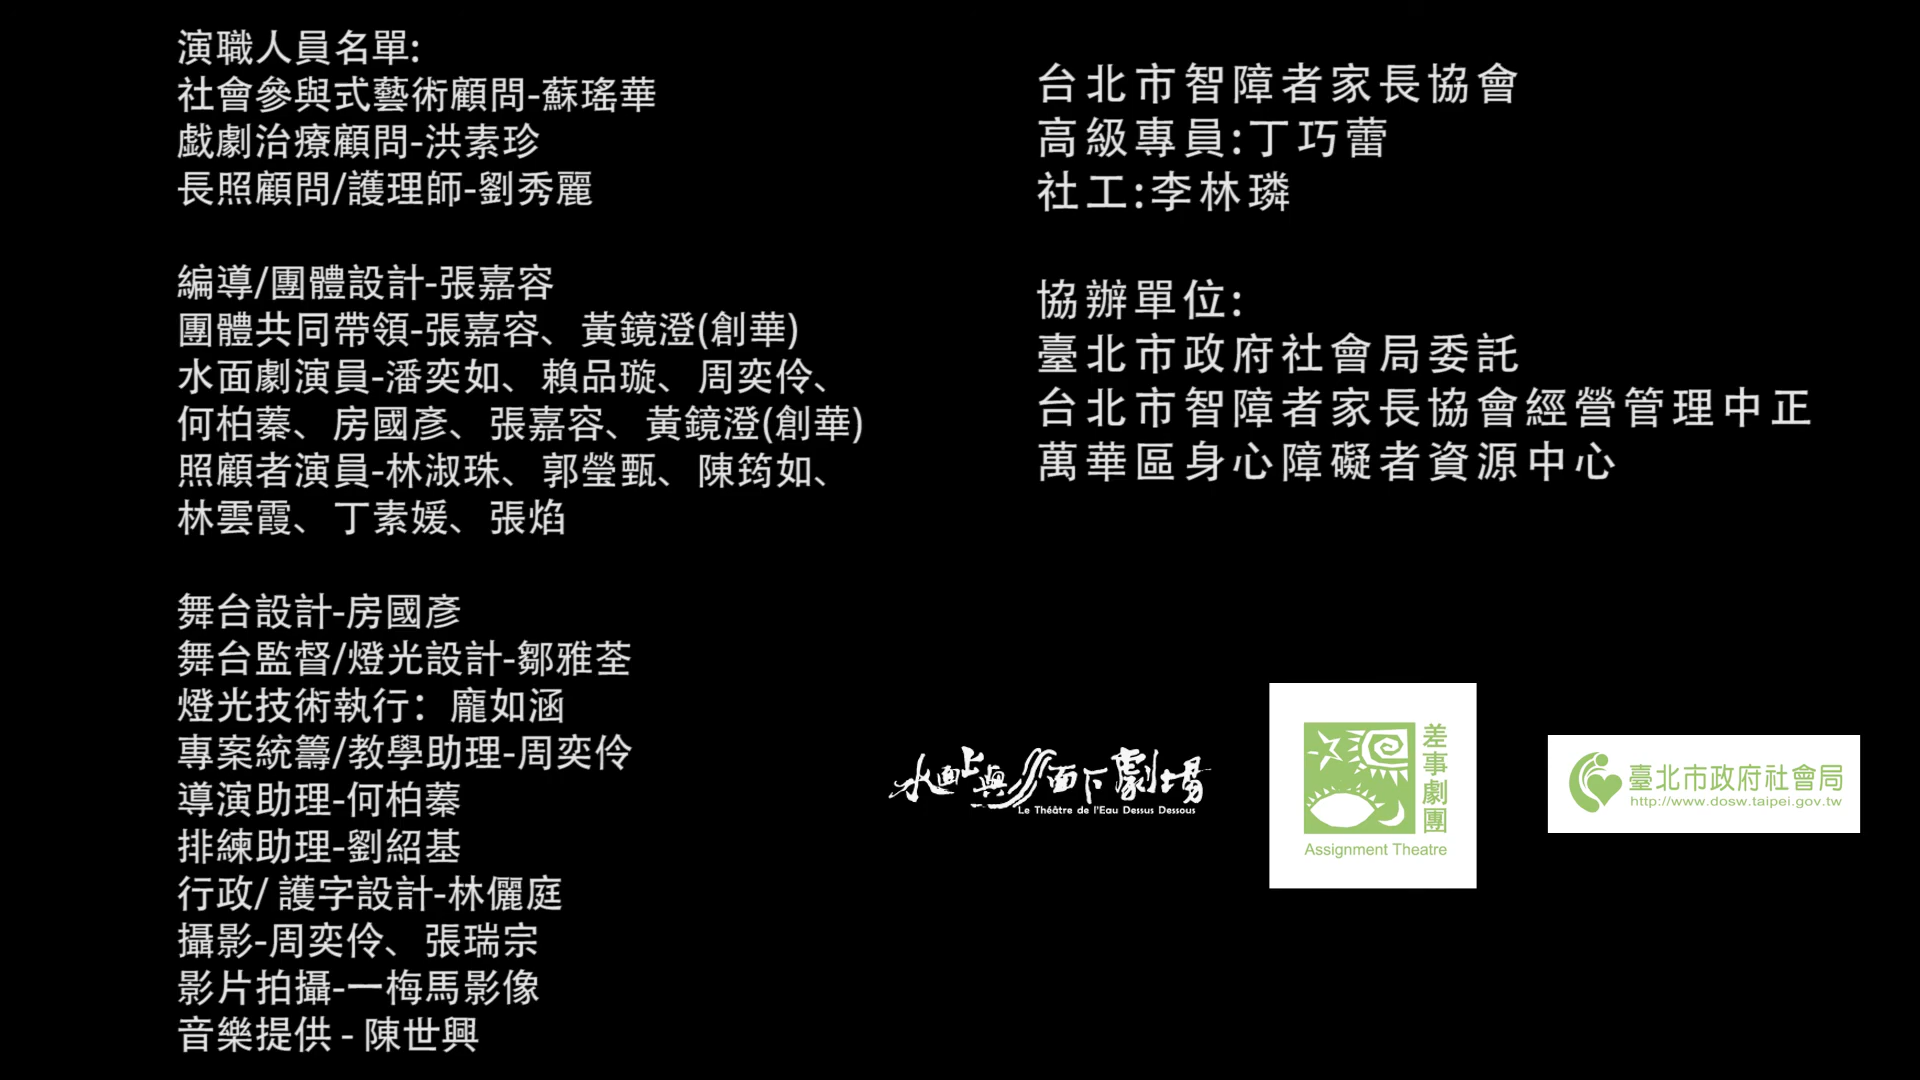 演職人員名單:
社會參與式藝術顧問-蘇瑤華
戲劇治療顧問-洪素珍
長照顧問/護理師-劉秀麗
編導/團體設計-張嘉容
團體共同帶領-張嘉容、黃鏡澄(創華)
水面劇演員-潘奕如、賴品璇、周奕伶、
何柏蓁、房國彥、張嘉容、黃鏡澄(創華)
照顧者演員-林淑珠、郭瑩甄、陳筠如、
林雲霞、丁素媛、張焰
舞台設計-房國彥
舞台監督/燈光設計-鄒雅荃
燈光技術執行：龐如涵
專案統籌/教學助理-周奕伶
導演助理-何柏蓁
排練助理-劉紹基
行政/ 護字設計-林儷庭
攝影-周奕伶、張瑞宗
影片拍攝-一梅馬影像
音樂提供 - 陳世興
台北市智障者家長協會
高級專員:丁巧蕾
社工:李林璘
協辦單位:
臺北市政府社會局委託
台北市智障者家長協會經營管理中正
萬華區身心障礙者資源中心
水面上與水面下劇場
Le Théâtre de l'Eau Dessus Dessous
差事劇團
Assignment Theatre
臺北市政府社會局
http://www.dosw.taipei.gov.tw